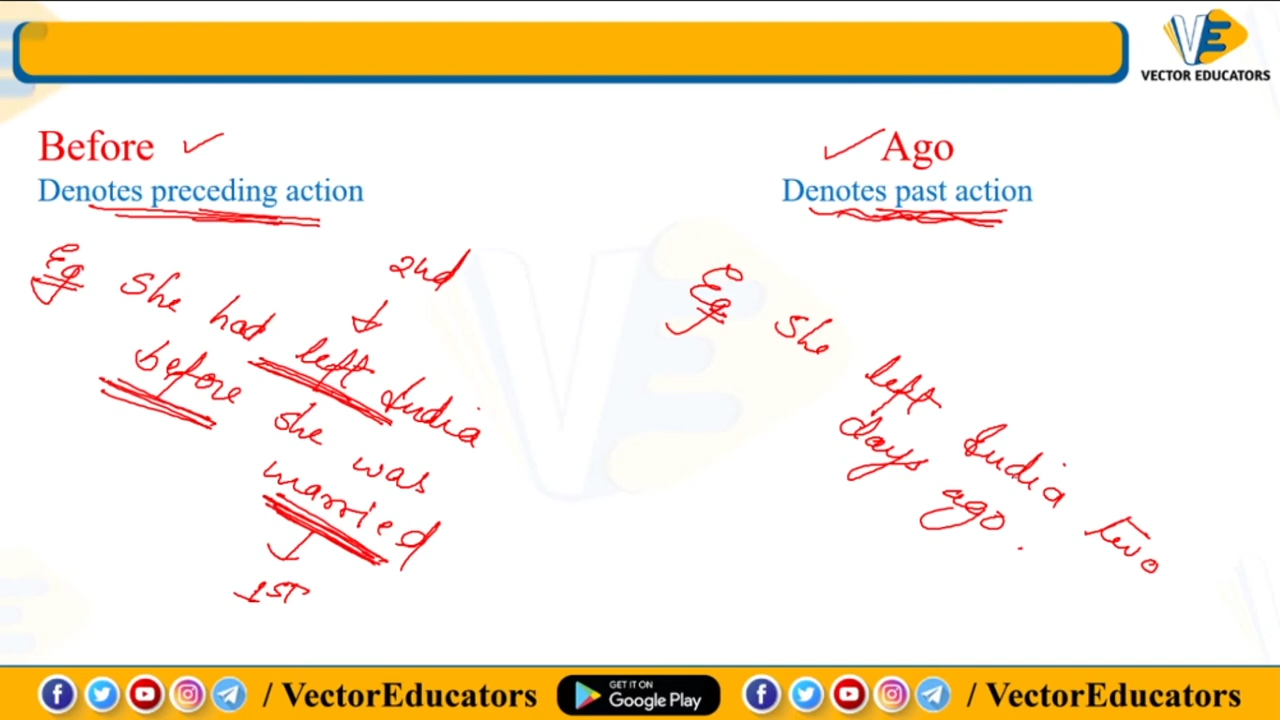 VE
VECTOR EDUCATORS
Before
Denotes preceding action
Eg She had left India
before she was
married
2nd
1st
Ago
Denotes past action
Eg She left India two
days ago.
/ VectorEducators
GET IT ON
Google Play
/ VectorEducators